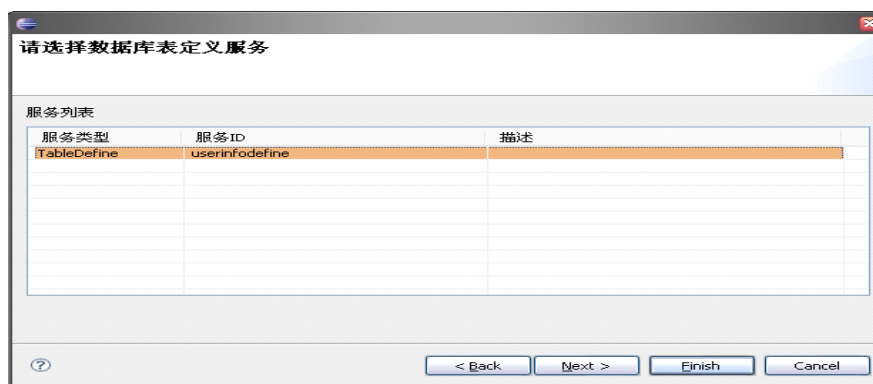 请选择数据库表定义服务
服务列表
服务类型 服务ID 描述
TableDefine userinfodefine
? < Back Next > Finish Cancel